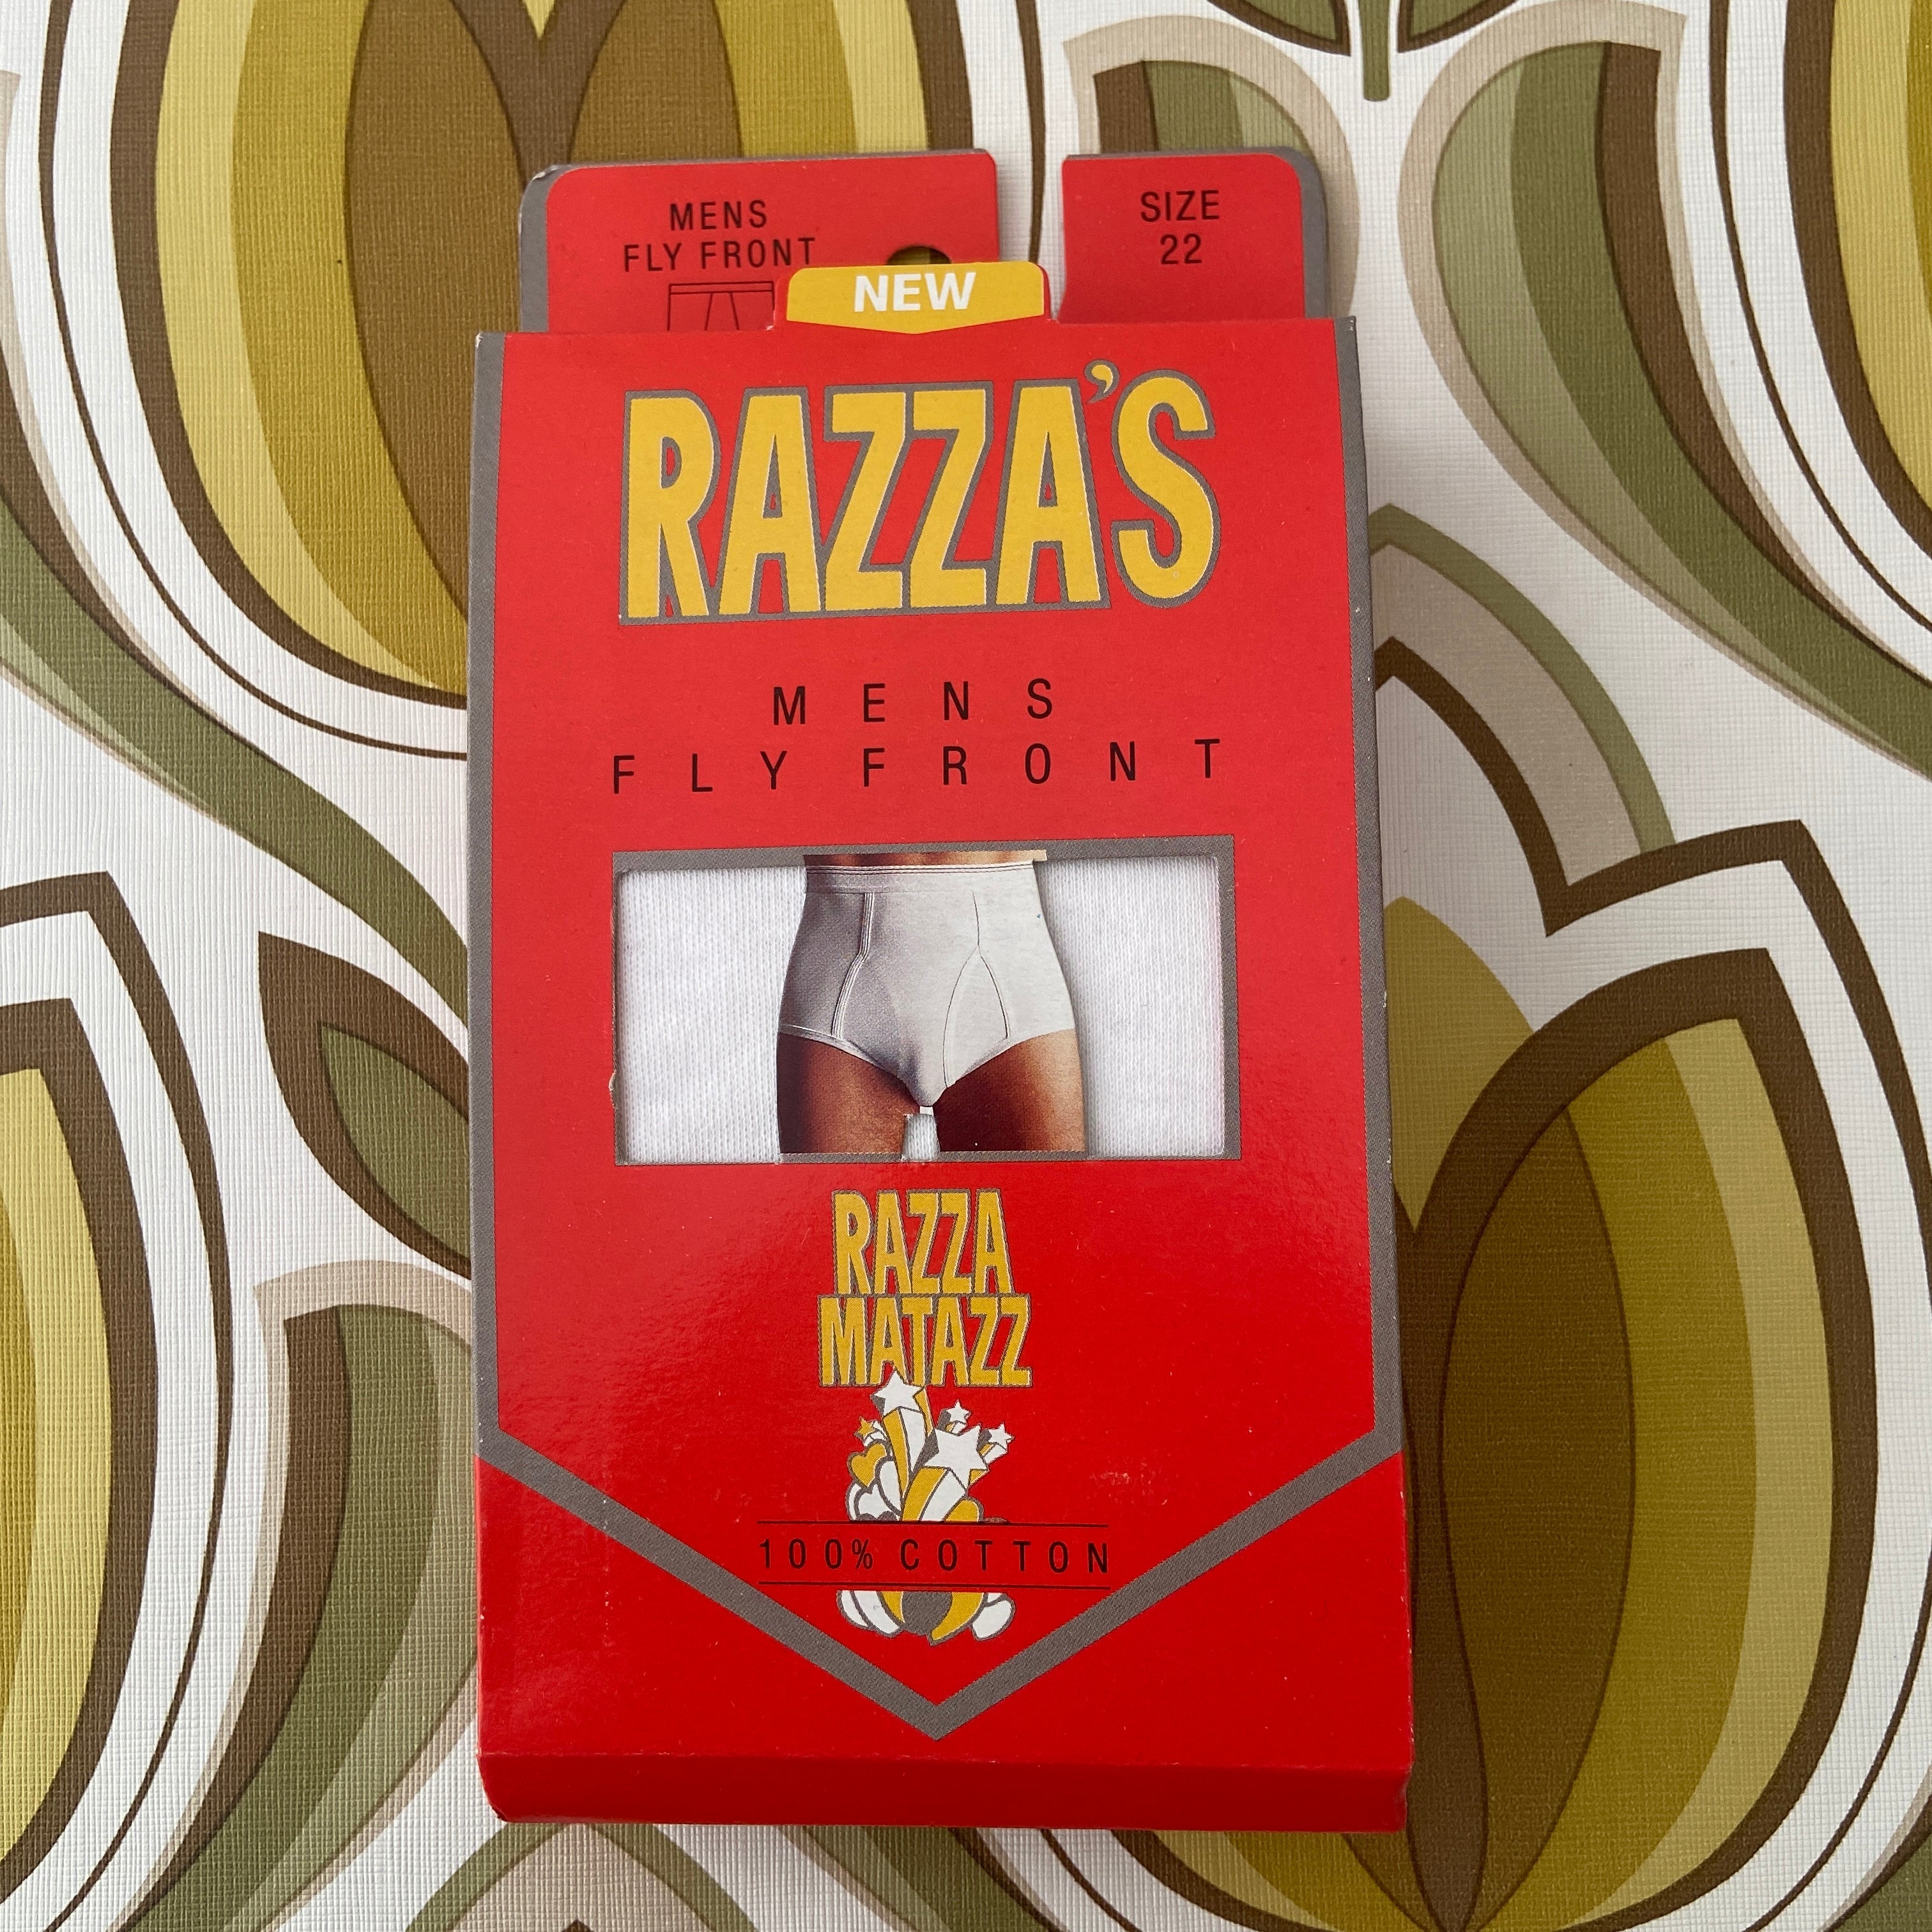 MENS
FLY FRONT
SIZE
22
NEW
RAZZA'S
MENS
FLY FRONT
RAZZA
MATAZZ
100% COTTON